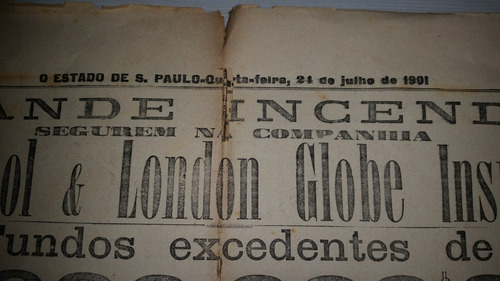 O ESTADO DE S. PAULO-Quarta-feira, 24 de julho de 1901
ANDE INCEND
SEGUREM NA COMPANHIA
ol & London Globe Ins
Fundos excedentes de